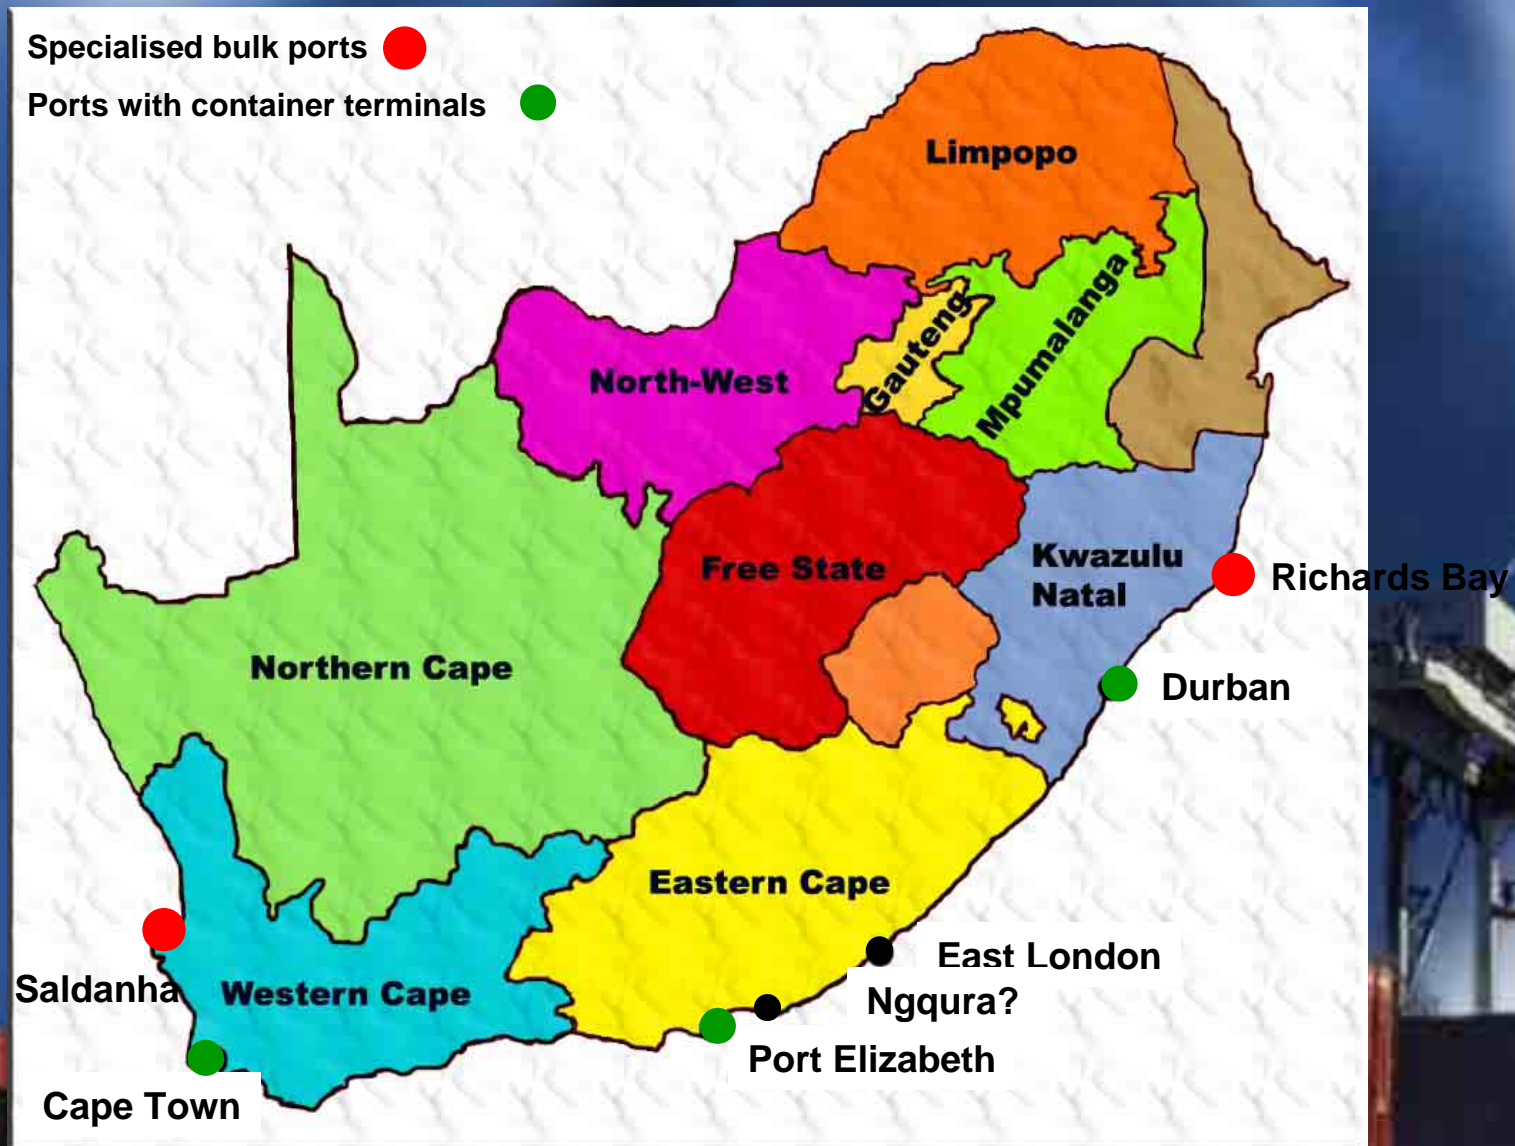 Specialised bulk ports
Ports with container terminals
Limpopo
Gauteng
Mpumalanga
North-West
Free State
Kwazulu
Natal
Richards Bay
Northern Cape
Durban
Eastern Cape
East London
Saldanha
Western Cape
Ngqura?
Port Elizabeth
Cape Town